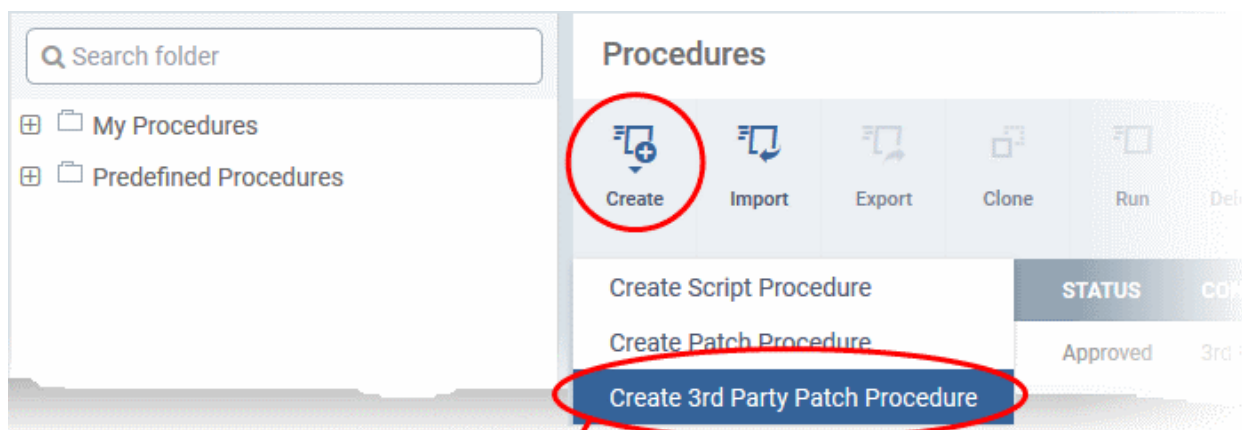 Search folder
My Procedures
Predefined Procedures
Procedures
Create Import Export Clone Run
Create Script Procedure
Create Patch Procedure
Create 3rd Party Patch Procedure
STATUS
Approved 3rd